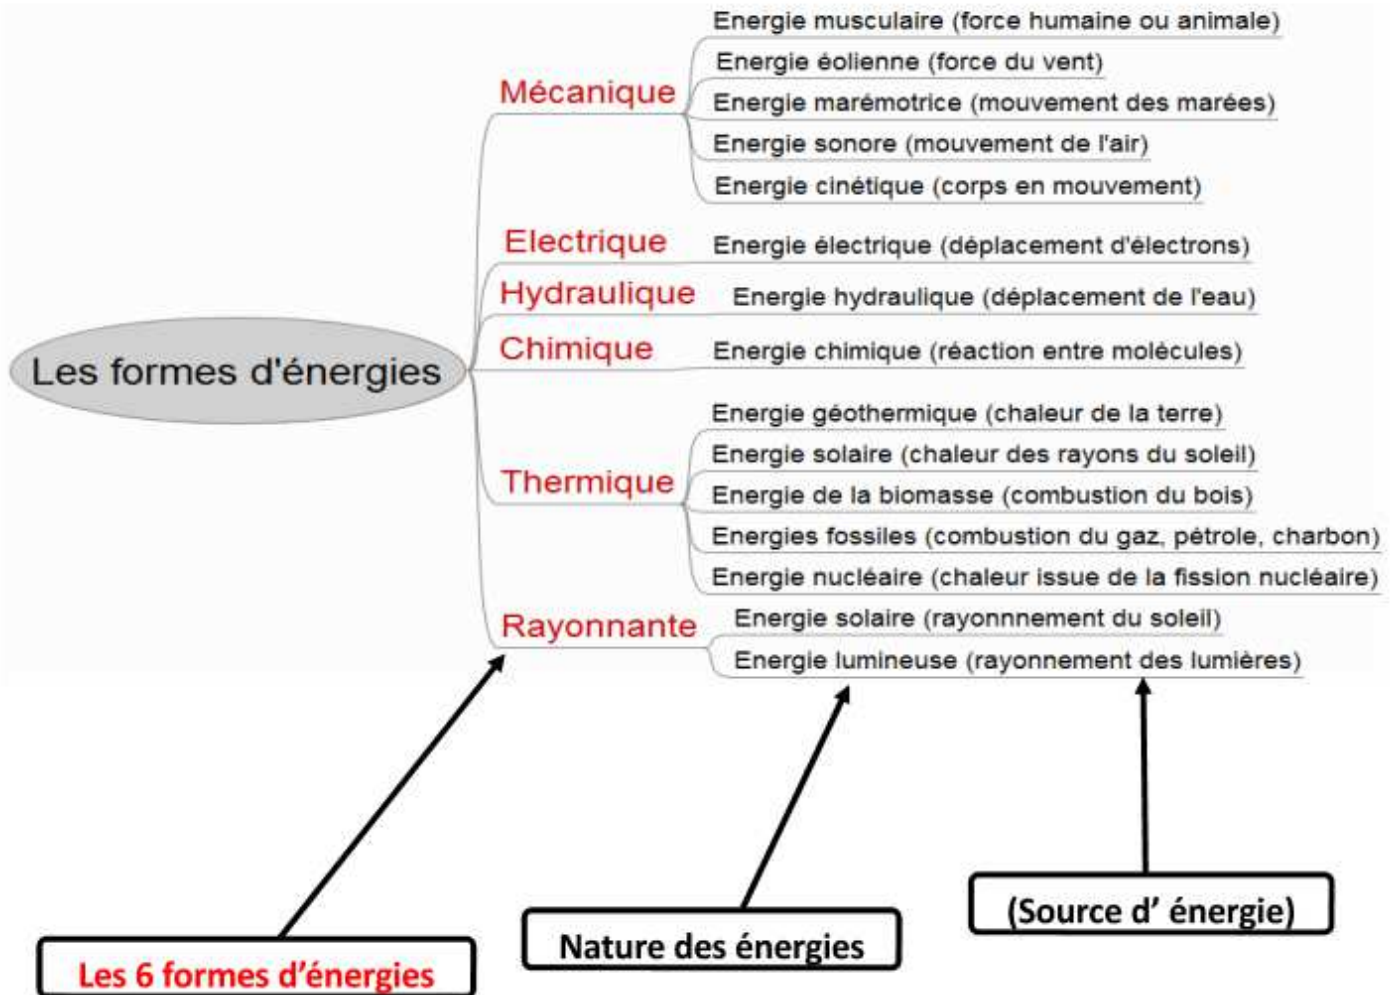 Les formes d'énergies
Mécanique
Energie musculaire (force humaine ou animale)
Energie éolienne (force du vent)
Energie marémotrice (mouvement des marées)
Energie sonore (mouvement de l'air)
Energie cinétique (corps en mouvement)
Electrique
Energie électrique (déplacement d'électrons)
Hydraulique
Energie hydraulique (déplacement de l'eau)
Chimique
Energie chimique (réaction entre molécules)
Thermique
Energie géothermique (chaleur de la terre)
Energie solaire (chaleur des rayons du soleil)
Energie de la biomasse (combustion du bois)
Energies fossiles (combustion du gaz, pétrole, charbon)
Energie nucléaire (chaleur issue de la fission nucléaire)
Rayonnante
Energie solaire (rayonnnement du soleil)
Energie lumineuse (rayonnement des lumières)
Les 6 formes d'énergies
Nature des énergies
(Source d' énergie)